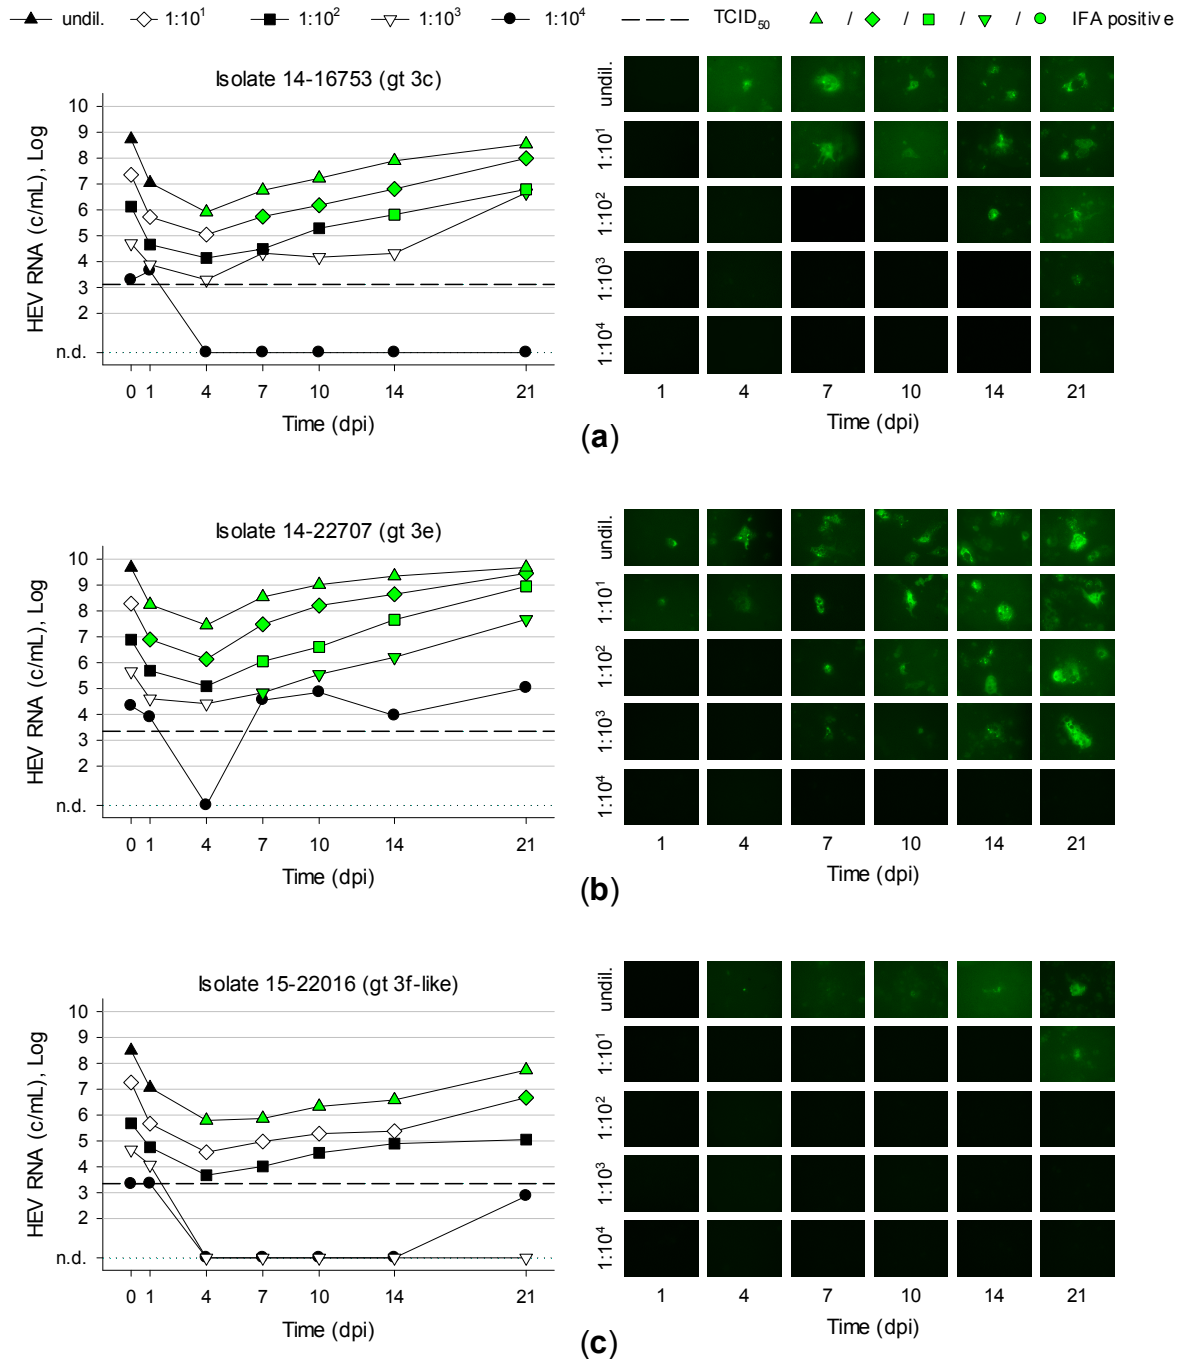 undil. 1:10¹ 1:10² 1:10³ 1:10⁴ TCID₅₀ / / / / IFA positive
Isolate 14-16753 (gt 3c)
HEV RNA (c/mL), Log
10
9
8
7
6
5
4
3
2
n.d.
0 1 4 7 10 14 21
Time (dpi)
undil.
1:10¹
1:10²
1:10³
1:10⁴
1 4 7 10 14 21
Time (dpi)
(a)
Isolate 14-22707 (gt 3e)
HEV RNA (c/mL), Log
10
9
8
7
6
5
4
3
2
n.d.
0 1 4 7 10 14 21
Time (dpi)
undil.
1:10¹
1:10²
1:10³
1:10⁴
1 4 7 10 14 21
Time (dpi)
(b)
Isolate 15-22016 (gt 3f-like)
HEV RNA (c/mL), Log
10
9
8
7
6
5
4
3
2
n.d.
0 1 4 7 10 14 21
Time (dpi)
undil.
1:10¹
1:10²
1:10³
1:10⁴
1 4 7 10 14 21
Time (dpi)
(c)